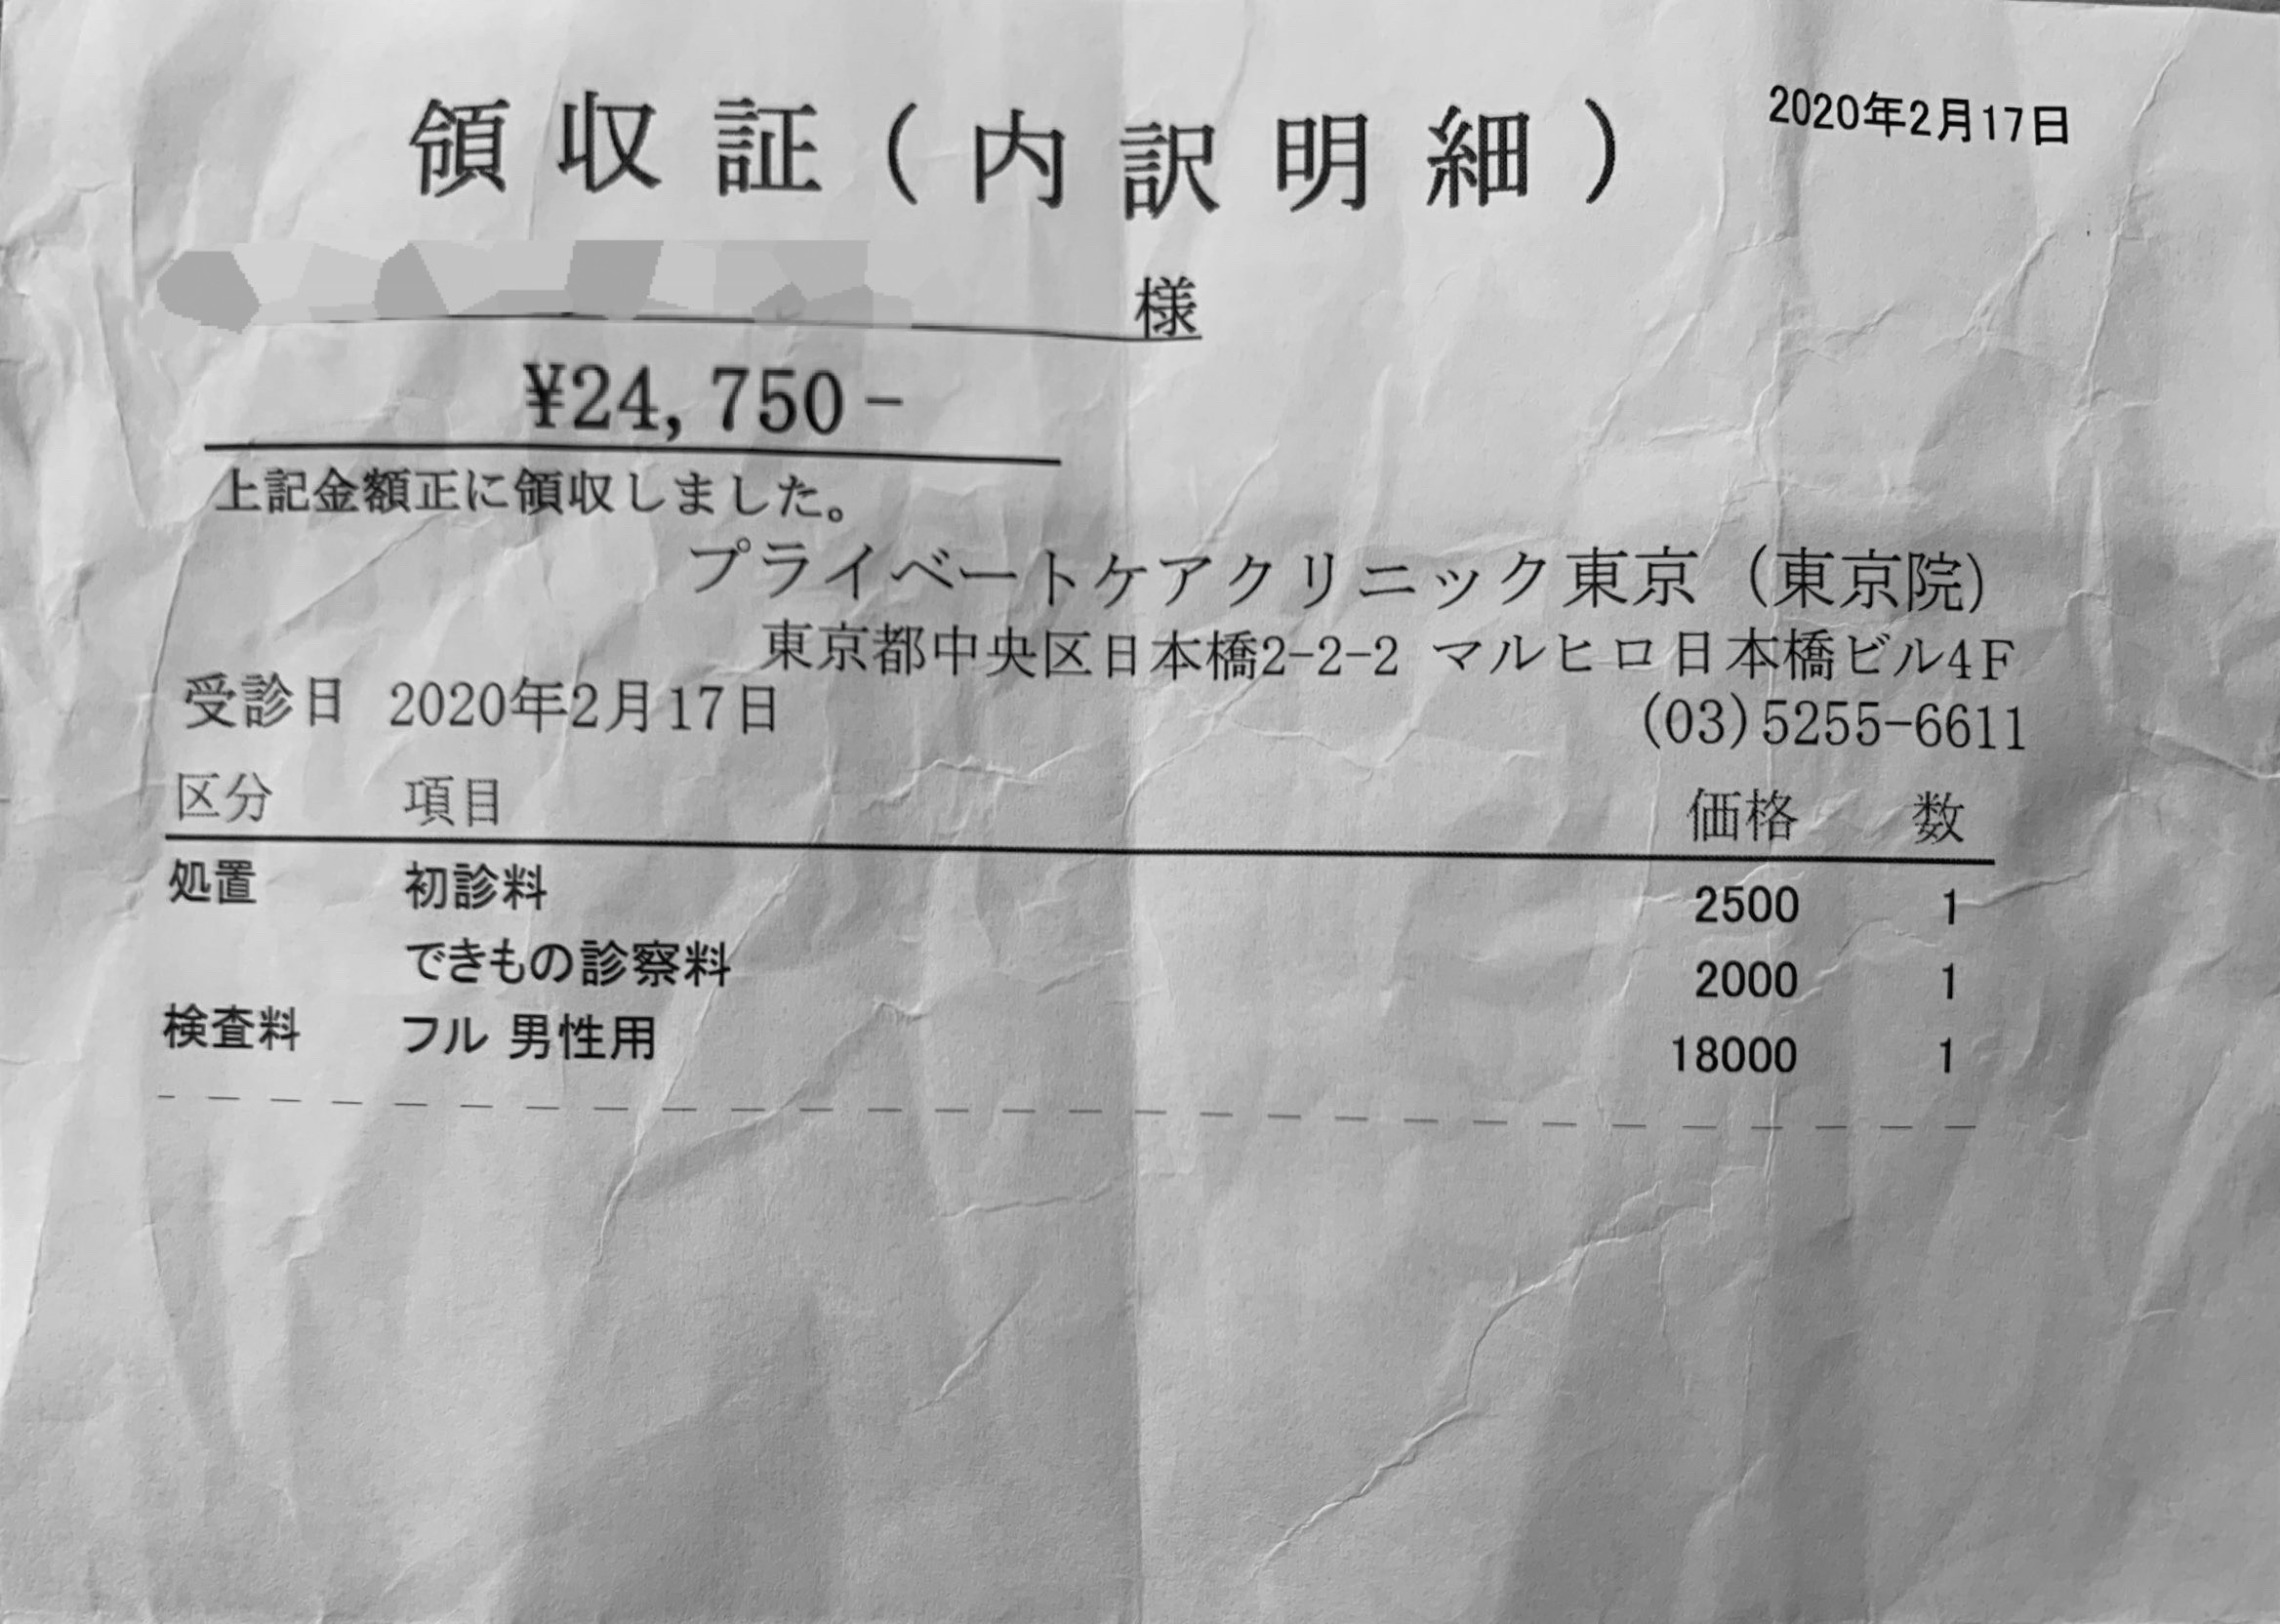 領収証(内訳明細)
2020年2月17日
様
¥24,750-
上記金額正に領収しました。
プライベートケアクリニック東京 (東京院)
東京都中央区日本橋2-2-2 マルヒロ日本橋ビル4F
受診日 2020年2月17日
(03)5255-6611
区分 項目 価格 数
処置 初診料 2500 1
できもの診察料 2000 1
検査料 フル 男性用 18000 1